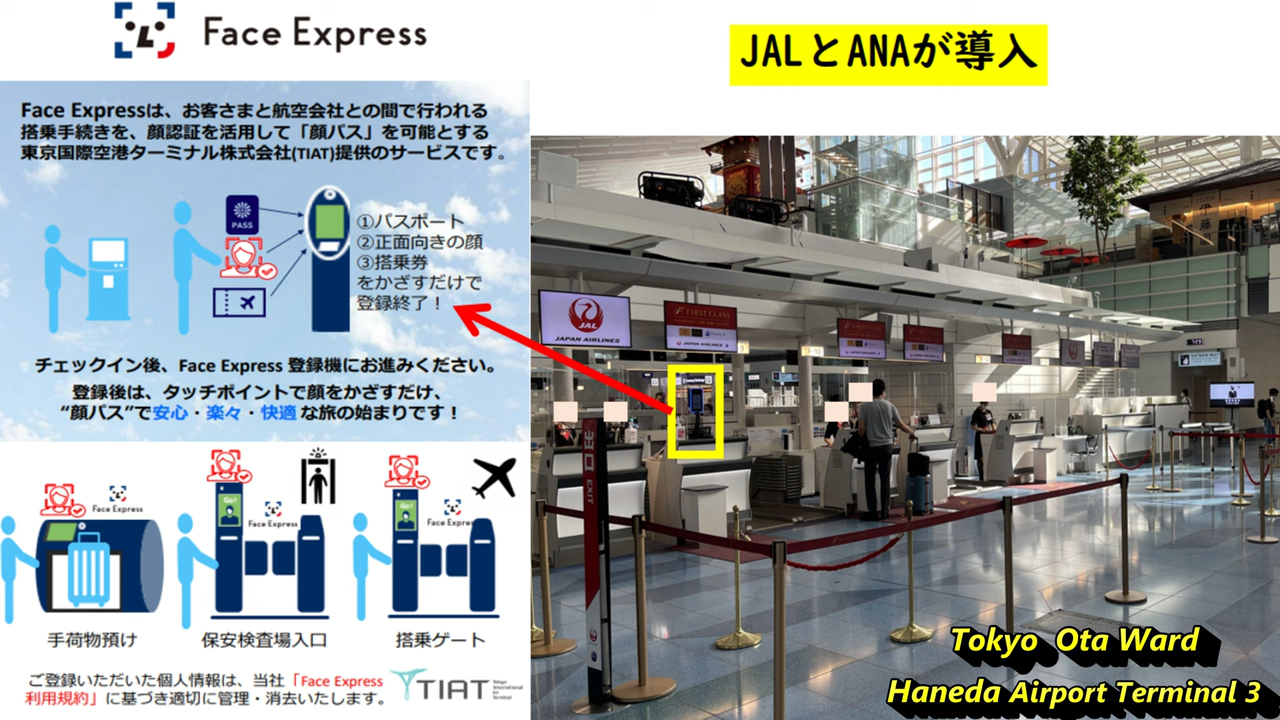 Face Express
JALとANAが導入
Face Expressは、お客さまと航空会社との間で行われる
搭乗手続きを、顔認証を活用して「顔パス」を可能とする
東京国際空港ターミナル株式会社(TIAT)提供のサービスです。
PASS
①パスポート
②正面向きの顔
③搭乗券
をかざすだけで
登録終了！
チェックイン後、Face Express 登録機にお進みください。
登録後は、タッチポイントで顔をかざすだけ、
“顔パス”で安心・楽々・快適な旅の始まりです！
Face Express
Go!
Face Express
Go!
Face Express
手荷物預け
保安検査場入口
搭乗ゲート
ご登録いただいた個人情報は、当社「Face Express
利用規約」に基づき適切に管理・消去いたします。
TIAT
Tokyo
International
Air
Terminal
JAL
JAPAN AIRLINES
FIRST CLASS
JAPAN AIRLINES
FIRST CLASS
FIRST CLASS
出口 EXIT
Tokyo Ota Ward
Haneda Airport Terminal 3